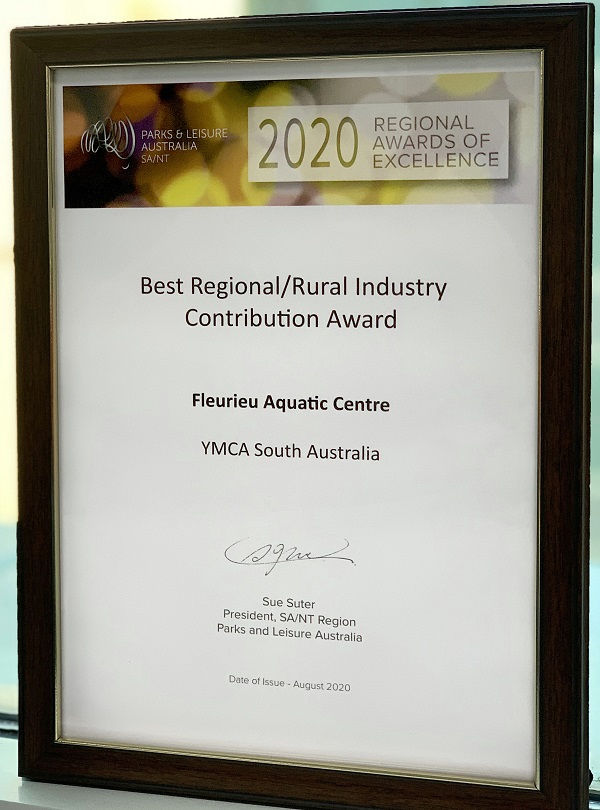 PARKS & LEISURE
AUSTRALIA
SA/NT
2020
REGIONAL
AWARDS OF
EXCELLENCE
Best Regional/Rural Industry
Contribution Award
Fleurieu Aquatic Centre
YMCA South Australia
Sue Suter
President, SA/NT Region
Parks and Leisure Australia
Date of Issue - August 2020